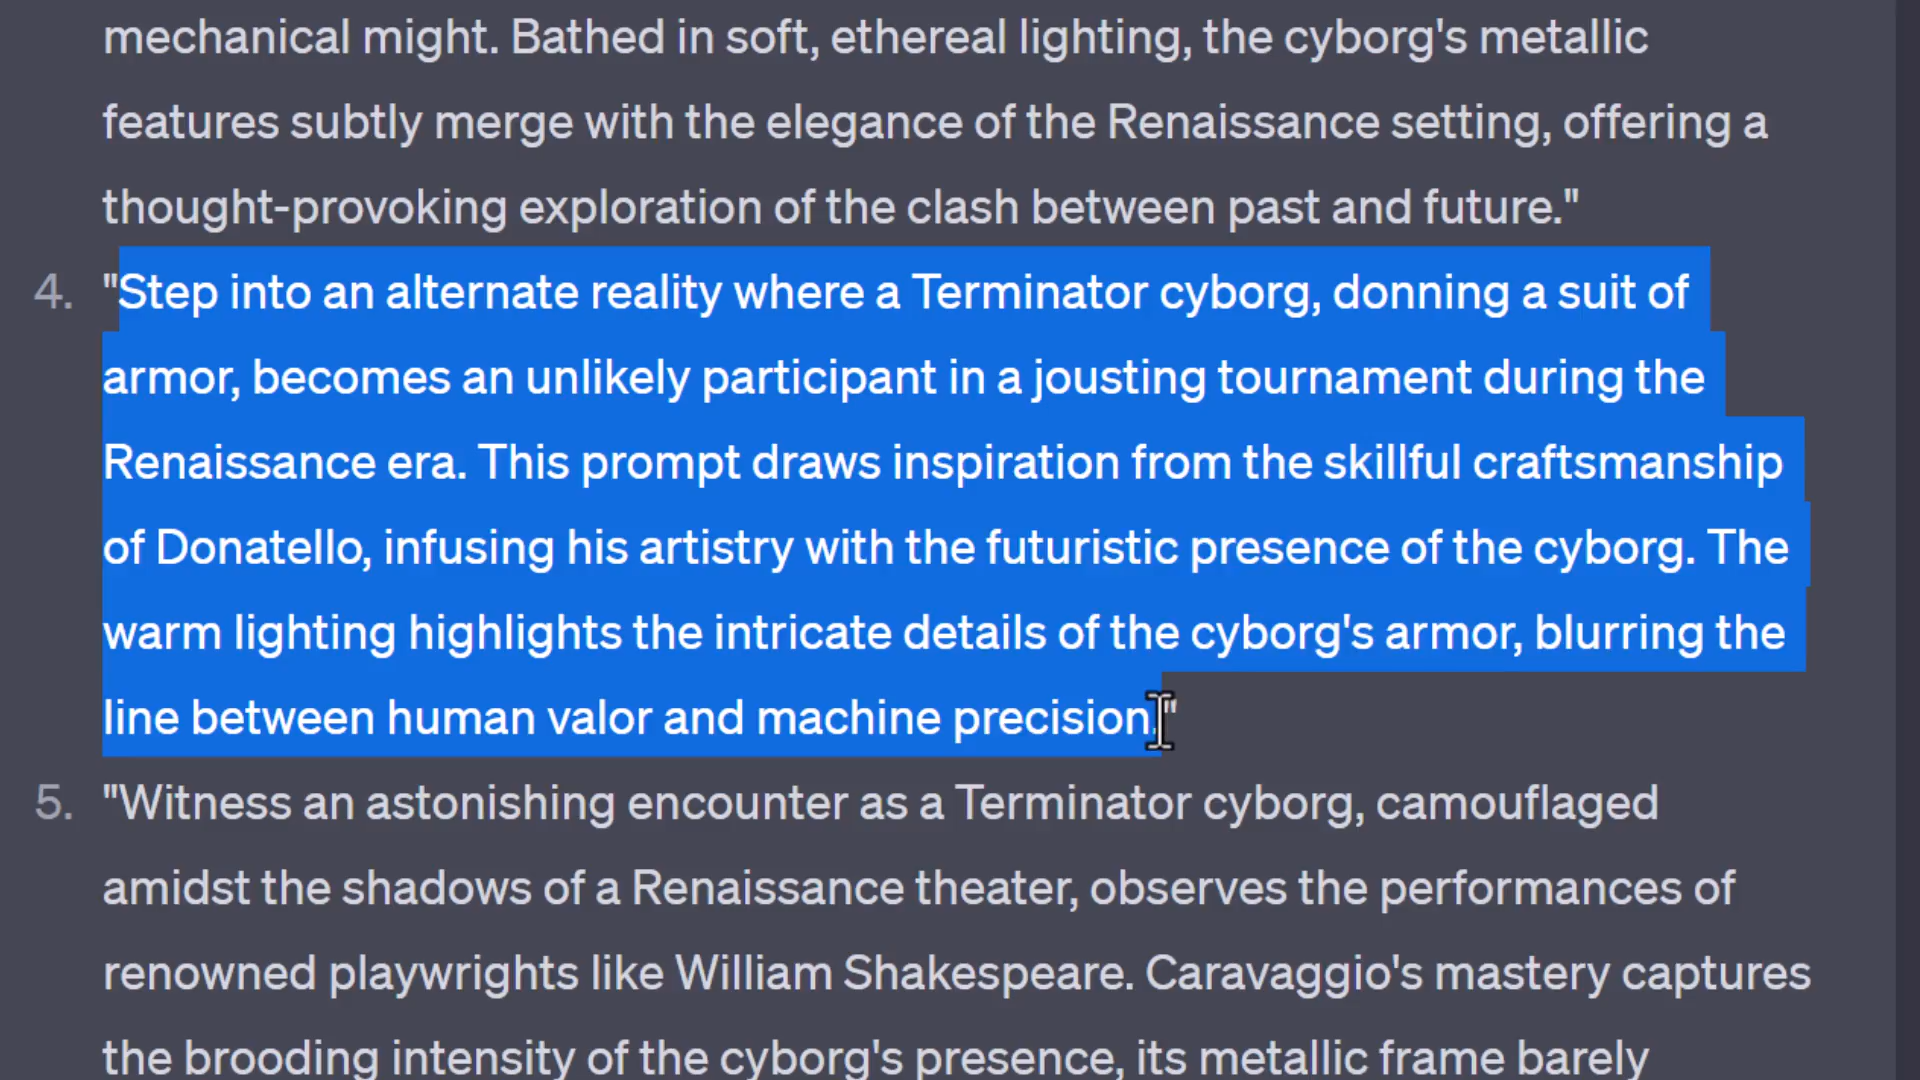 mechanical might. Bathed in soft, ethereal lighting, the cyborg's metallic
features subtly merge with the elegance of the Renaissance setting, offering a
thought-provoking exploration of the clash between past and future."
4. "Step into an alternate reality where a Terminator cyborg, donning a suit of
armor, becomes an unlikely participant in a jousting tournament during the
Renaissance era. This prompt draws inspiration from the skillful craftsmanship
of Donatello, infusing his artistry with the futuristic presence of the cyborg. The
warm lighting highlights the intricate details of the cyborg's armor, blurring the
line between human valor and machine precision."
5. "Witness an astonishing encounter as a Terminator cyborg, camouflaged
amidst the shadows of a Renaissance theater, observes the performances of
renowned playwrights like William Shakespeare. Caravaggio's mastery captures
the brooding intensity of the cyborg's presence, its metallic frame barely